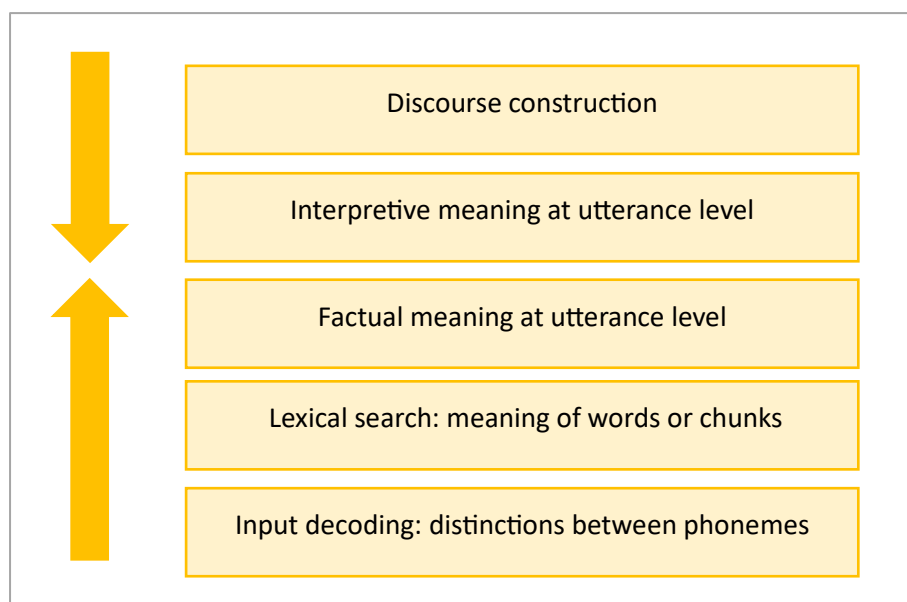 Discourse construction
Interpretive meaning at utterance level
Factual meaning at utterance level
Lexical search: meaning of words or chunks
Input decoding: distinctions between phonemes